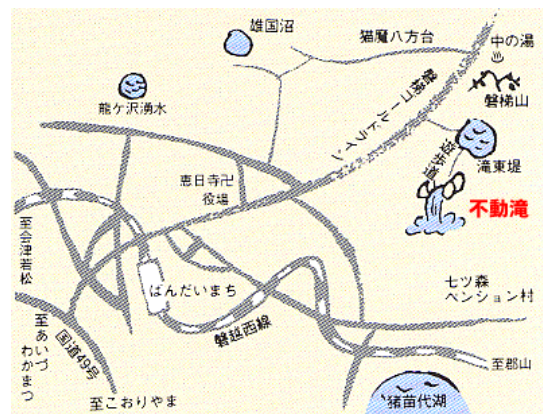 雄国沼
猫魔八方台
中の湯
磐梯山
龍ケ沢湧水
磐梯ゴールドライン
遊歩道
滝東堤
恵日寺卍
役場
不動滝
至会津若松
ばんだいまち
七ツ森
ペンション村
磐越西線
至あいづ
わかまつ
国道49号
至郡山
至こおりやま
猪苗代湖